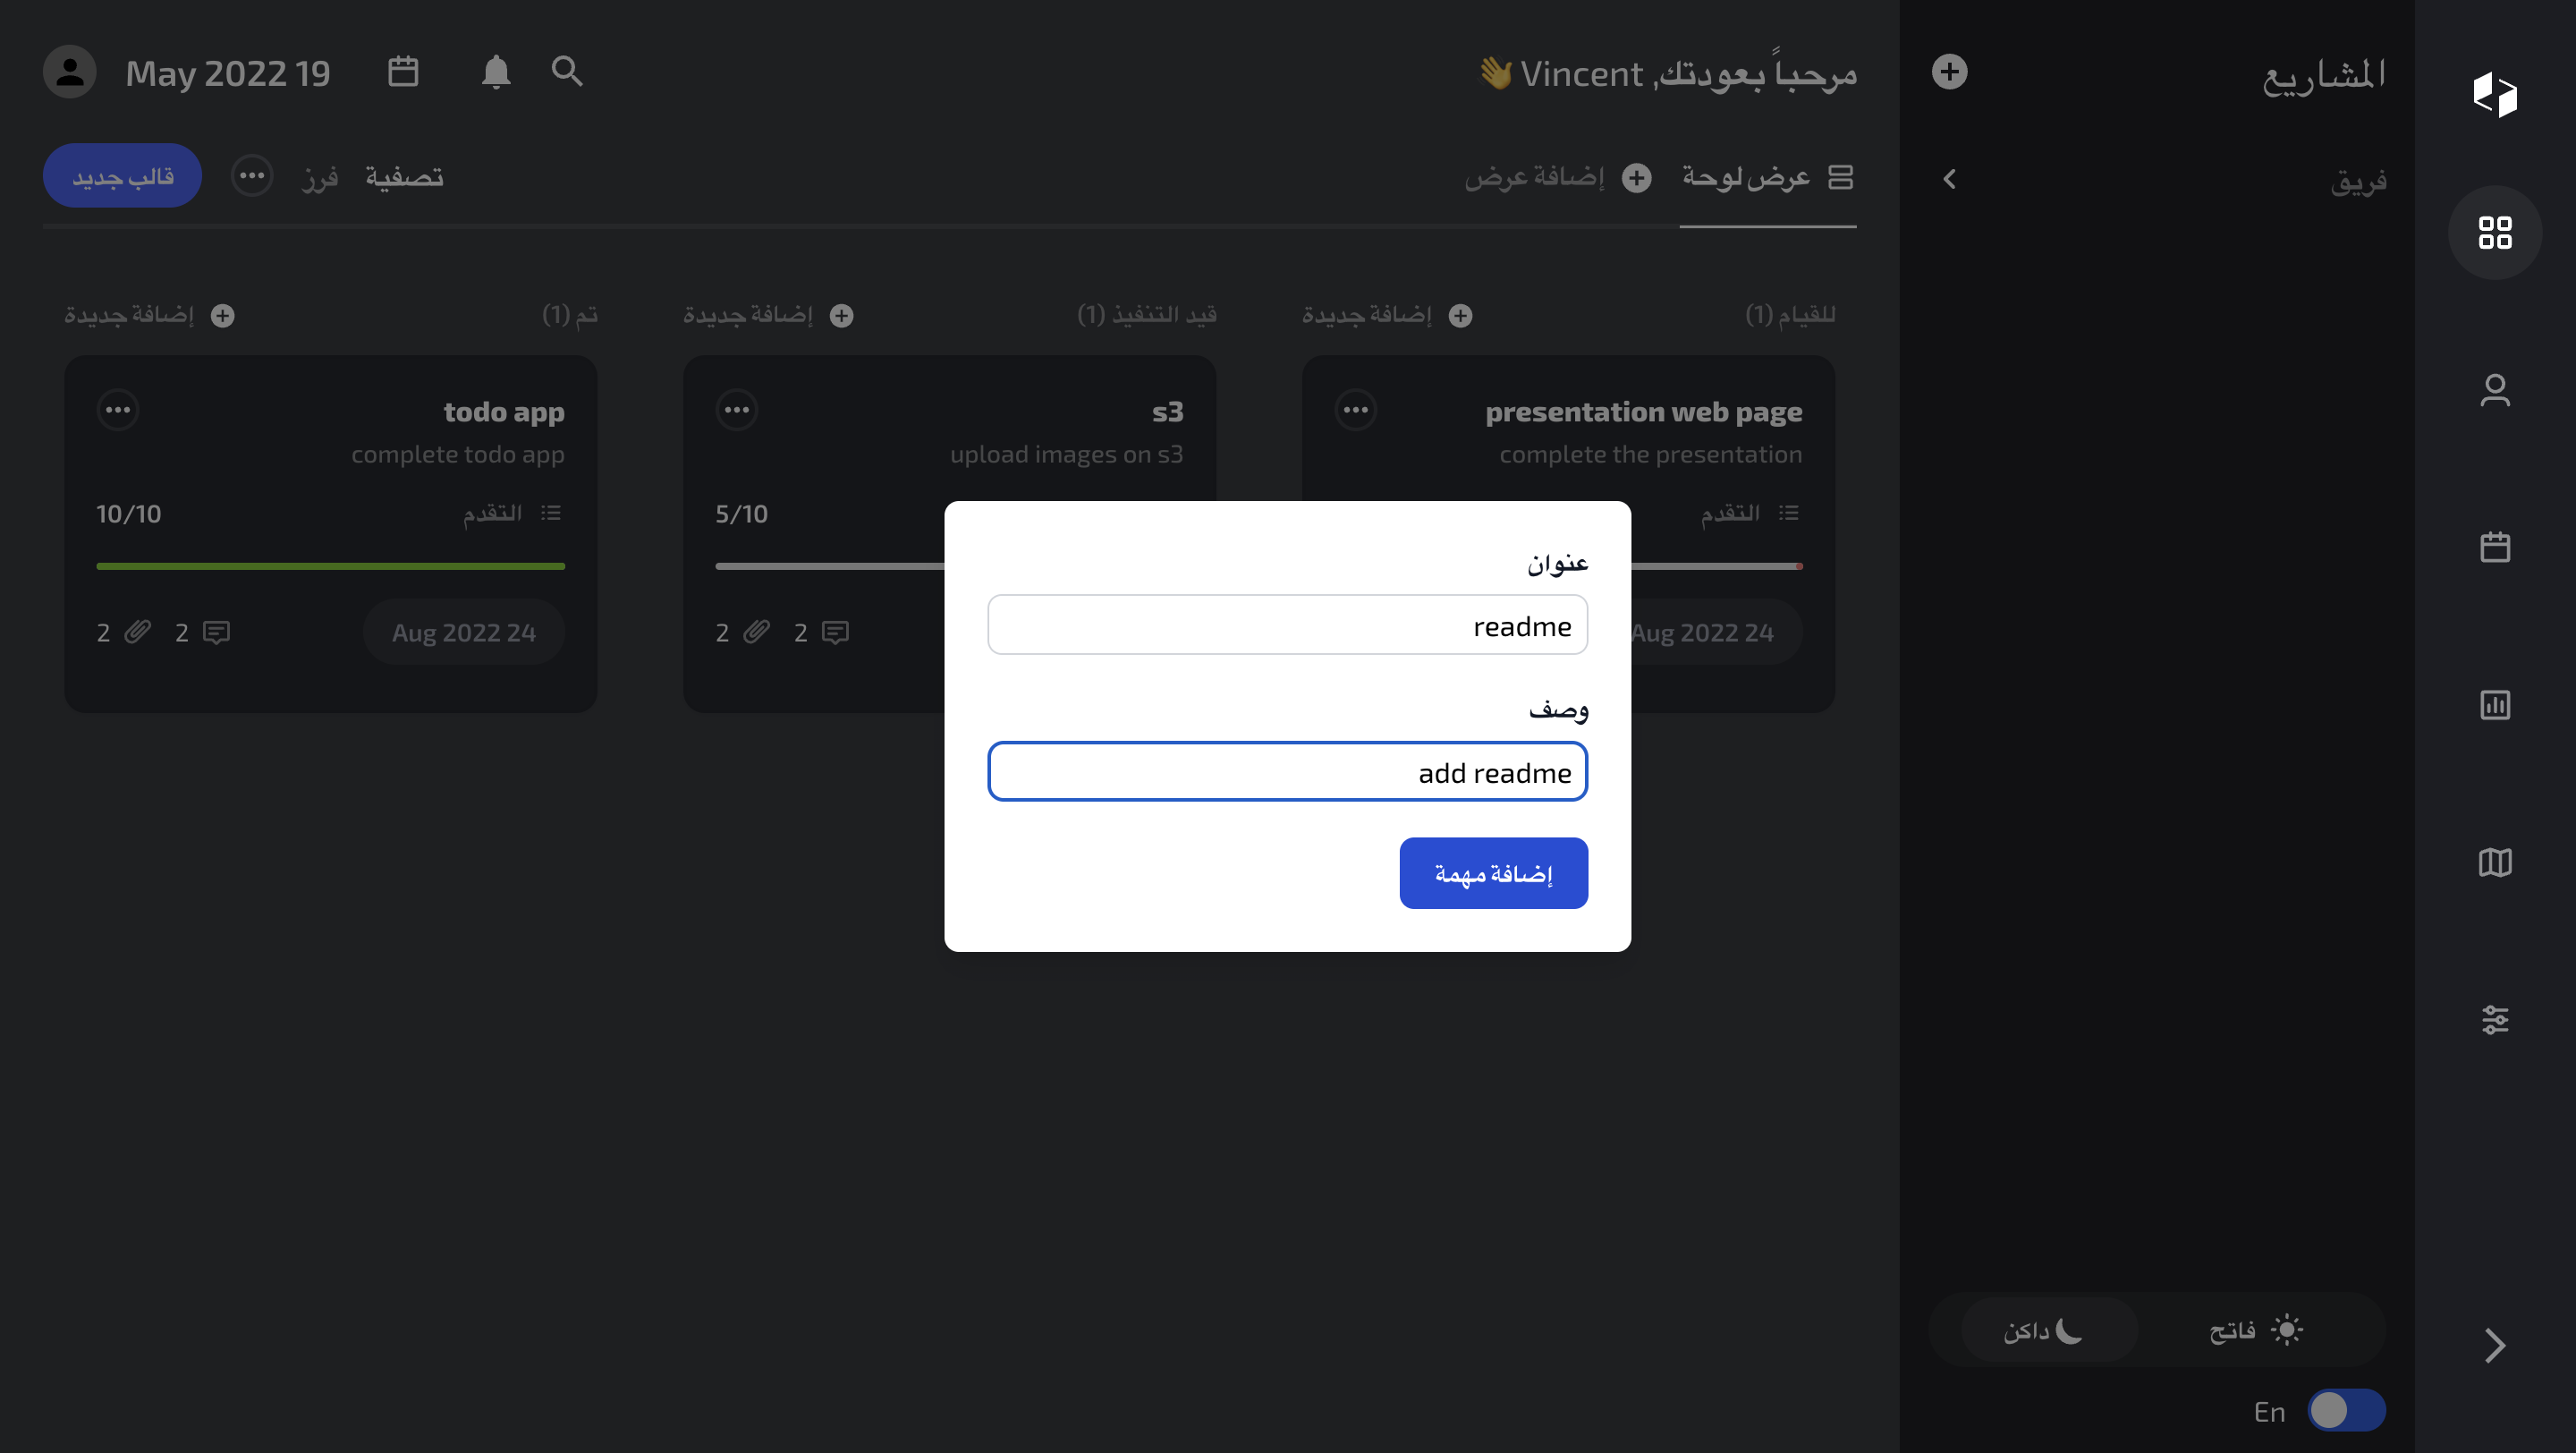 المشاريع
فريق
فاتح
داكن
En
مرحباً بعودتك, Vincent 👋
19 May 2022
عرض لوحة
إضافة عرض
تصفية
فرز
قالب جديد
للقيام (1)
إضافة جديدة
presentation web page
complete the presentation
التقدم
24 Aug 2022
قيد التنفيذ (1)
إضافة جديدة
s3
upload images on s3
5/10
2
2
تم (1)
إضافة جديدة
todo app
complete todo app
التقدم
10/10
24 Aug 2022
2
2
عنوان
readme
وصف
add readme
إضافة مهمة